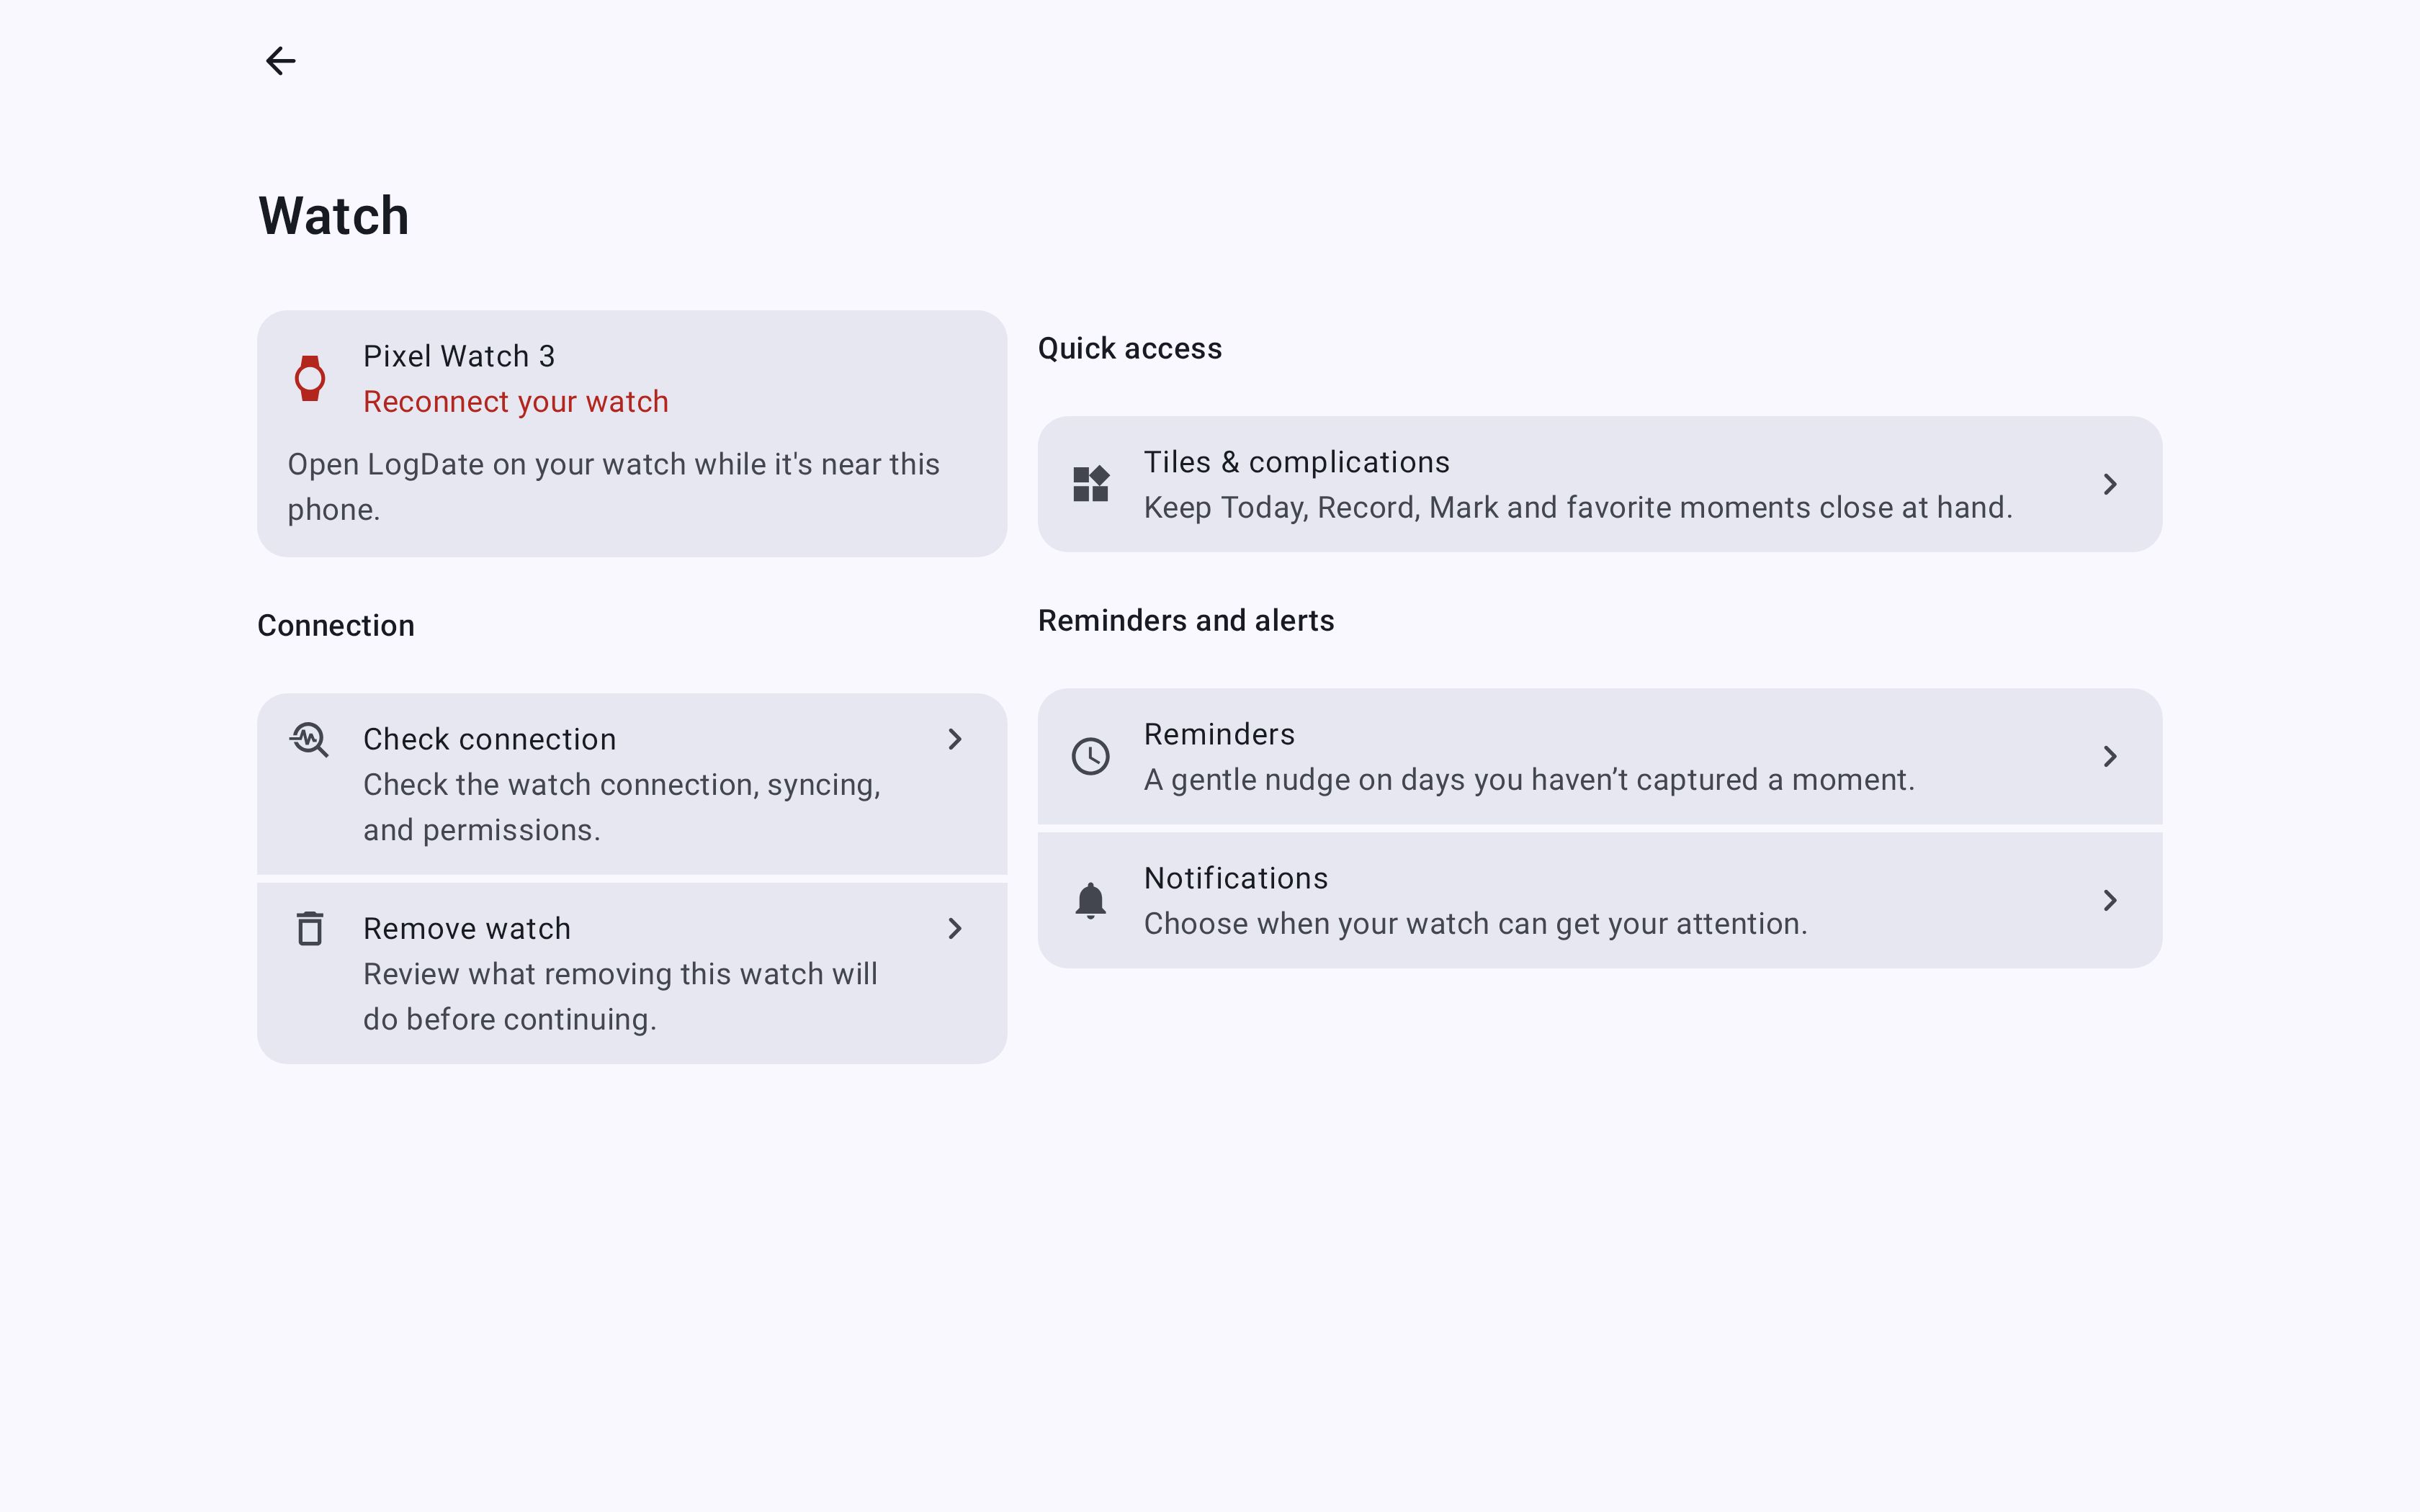 Watch
Pixel Watch 3
Reconnect your watch
Open LogDate on your watch while it's near this
phone.
Connection
Check connection
Check the watch connection, syncing,
and permissions.
Remove watch
Review what removing this watch will
do before continuing.
Quick access
Tiles & complications
Keep Today, Record, Mark and favorite moments close at hand.
Reminders and alerts
Reminders
A gentle nudge on days you haven’t captured a moment.
Notifications
Choose when your watch can get your attention.